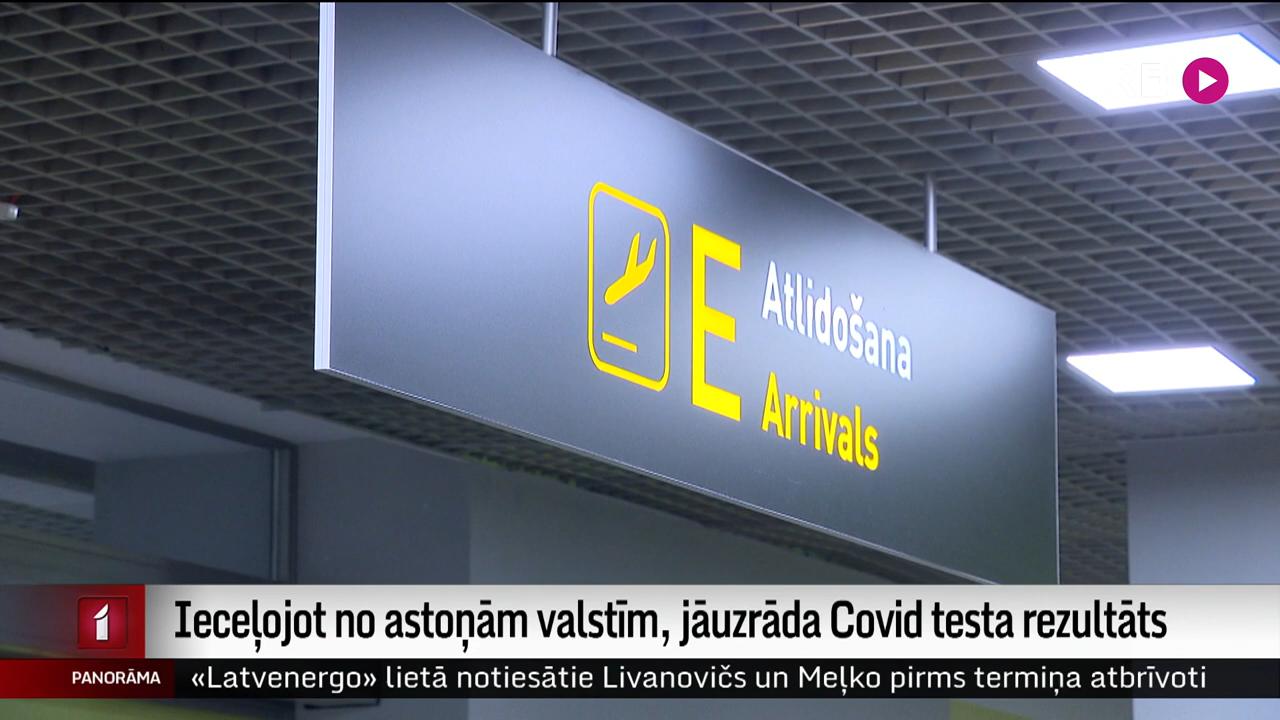 E
Atlidošana
Arrivals
1
Ieceļojot no astoņām valstīm, jāuzrāda Covid testa rezultāts
PANORĀMA
«Latvenergo» lietā notiesātie Livanovičs un Meļko pirms termiņa atbrīvoti